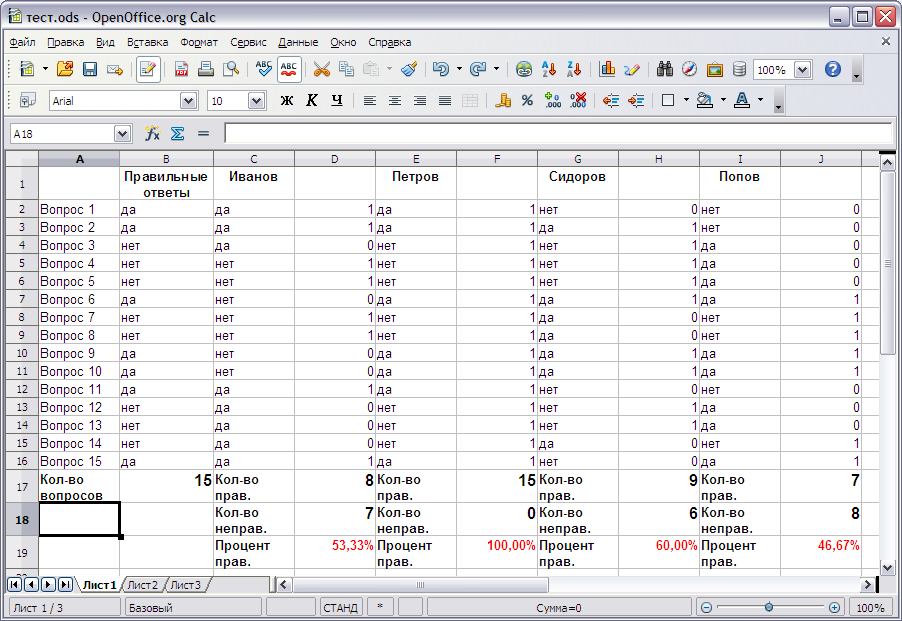 тест.ods - OpenOffice.org Calc
Файл Правка Вид Вставка Формат Сервис Данные Окно Справка
PDF ABC ABC A Z Z A 100% ?
Arial 10 Ж К Ч % 0 ,000 ,000 A
A18 fx Σ =
A B C D E F G H I J
1 Правильные ответы Иванов Петров Сидоров Попов
2 Вопрос 1 да да 1 да 1 нет 0 нет 0
3 Вопрос 2 да да 1 да 1 да 1 нет 0
4 Вопрос 3 нет да 0 нет 1 нет 1 да 0
5 Вопрос 4 нет нет 1 нет 1 нет 1 да 0
6 Вопрос 5 нет нет 1 нет 1 нет 1 да 0
7 Вопрос 6 да нет 0 да 1 да 1 да 1
8 Вопрос 7 нет нет 1 нет 1 да 0 нет 1
9 Вопрос 8 нет нет 1 нет 1 да 0 нет 1
10 Вопрос 9 да нет 0 да 1 да 1 да 1
11 Вопрос 10 да нет 0 да 1 да 1 да 1
12 Вопрос 11 да да 1 да 1 нет 0 нет 0
13 Вопрос 12 нет да 0 нет 1 нет 1 да 0
14 Вопрос 13 нет да 0 нет 1 нет 1 да 0
15 Вопрос 14 нет да 0 нет 1 да 0 нет 1
16 Вопрос 15 да да 1 да 1 нет 0 да 1
17 Кол-во вопросов 15 Кол-во прав. 8 Кол-во прав. 15 Кол-во прав. 9 Кол-во прав. 7
18 Кол-во неправ. 7 Кол-во неправ. 0 Кол-во неправ. 6 Кол-во неправ. 8
19 Процент прав. 53,33% Процент прав. 100,00% Процент прав. 60,00% Процент прав. 46,67%
Лист1 Лист2 Лист3
Лист 1 / 3 Базовый СТАНД * Сумма=0 100%